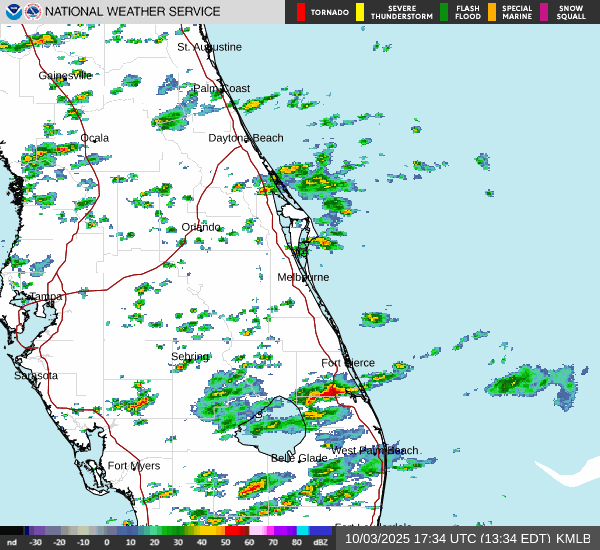 NATIONAL WEATHER SERVICE
TORNADO
SEVERE
THUNDERSTORM
FLASH
FLOOD
SPECIAL
MARINE
SNOW
SQUALL
St. Augustine
Gainesville
Palm Coast
Ocala
Daytona Beach
Orlando
Melbourne
Tampa
Sebring
Fort Pierce
Sarasota
West Palm Beach
Belle Glade
Fort Myers
nd -30 -20 -10 0 10 20 30 40 50 60 70 80 dBZ
10/03/2025 17:34 UTC (13:34 EDT) KMLB